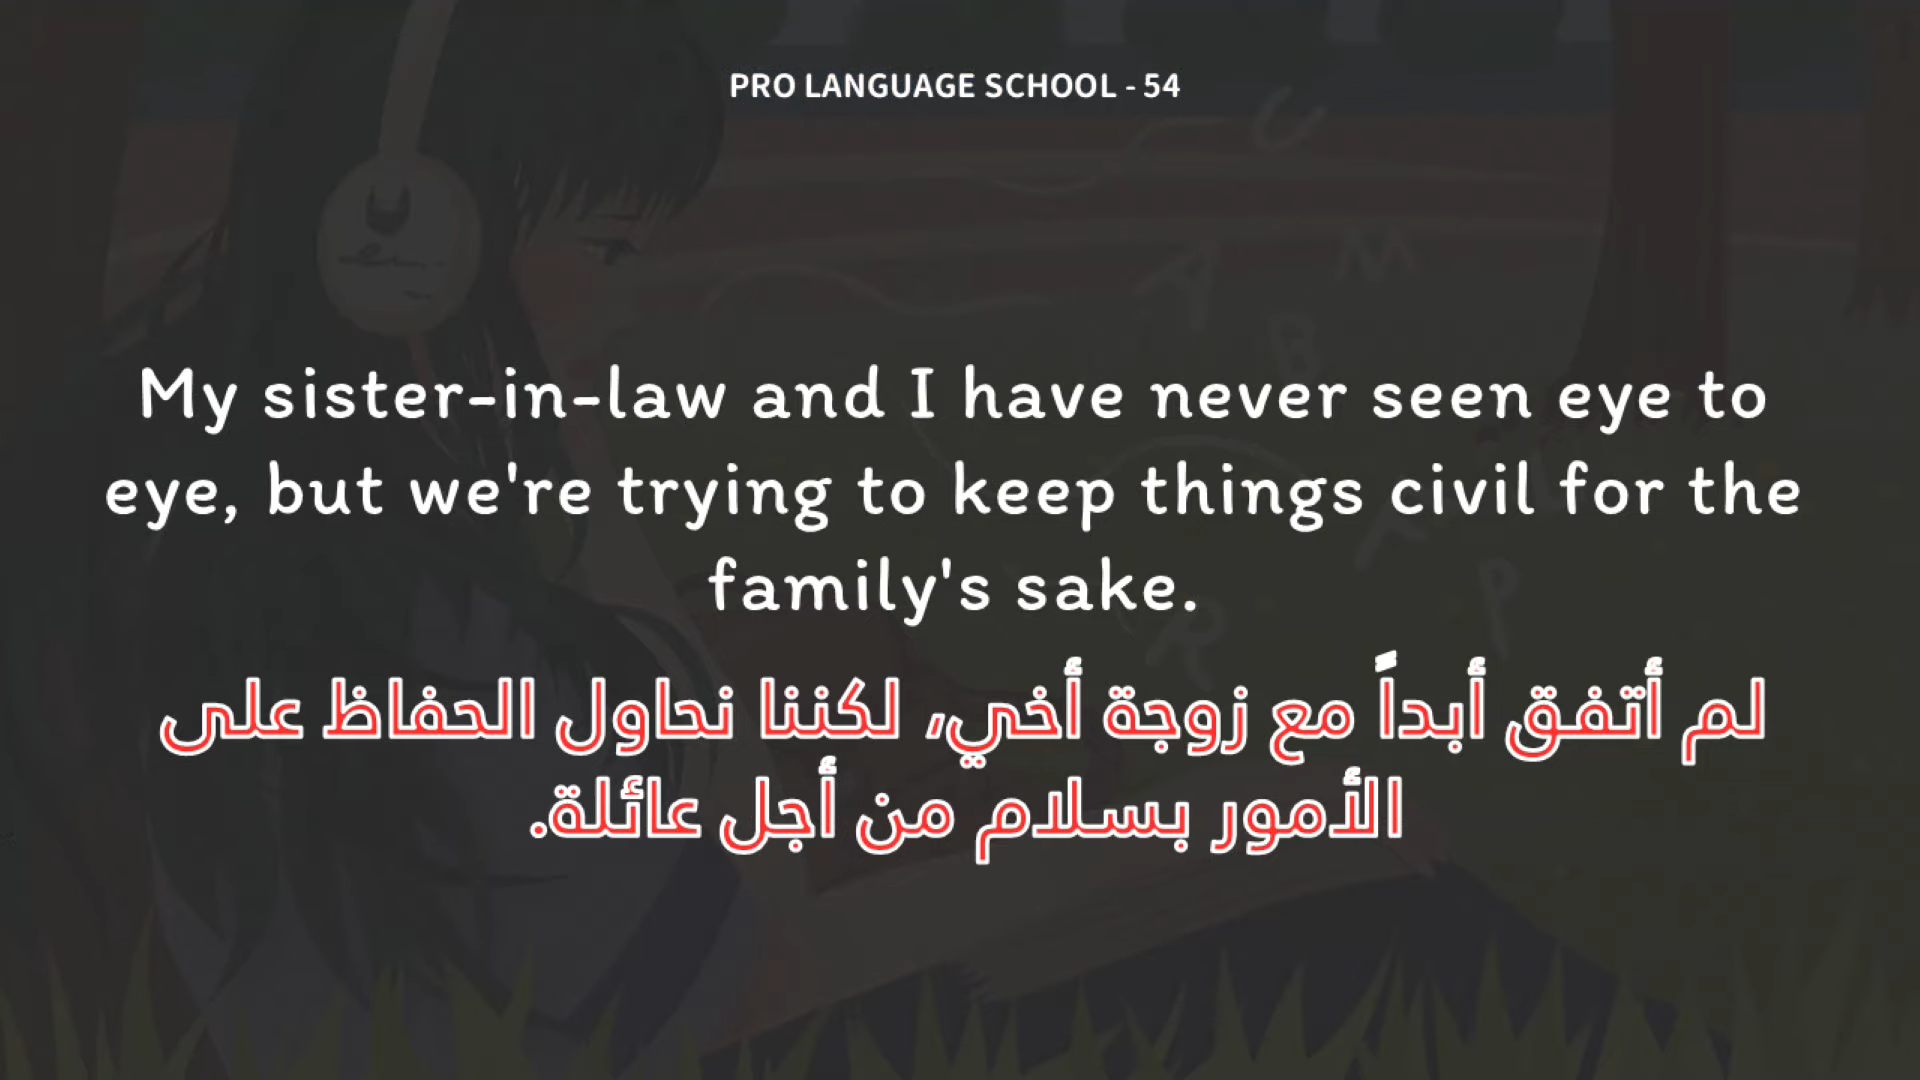 PRO LANGUAGE SCHOOL - 54
My sister-in-law and I have never seen eye to
eye, but we're trying to keep things civil for the
family's sake.
لم أتفق أبداً مع زوجة أخي، لكننا نحاول الحفاظ على
الأمور بسلام من أجل عائلة.
U
A M
B
A
R P